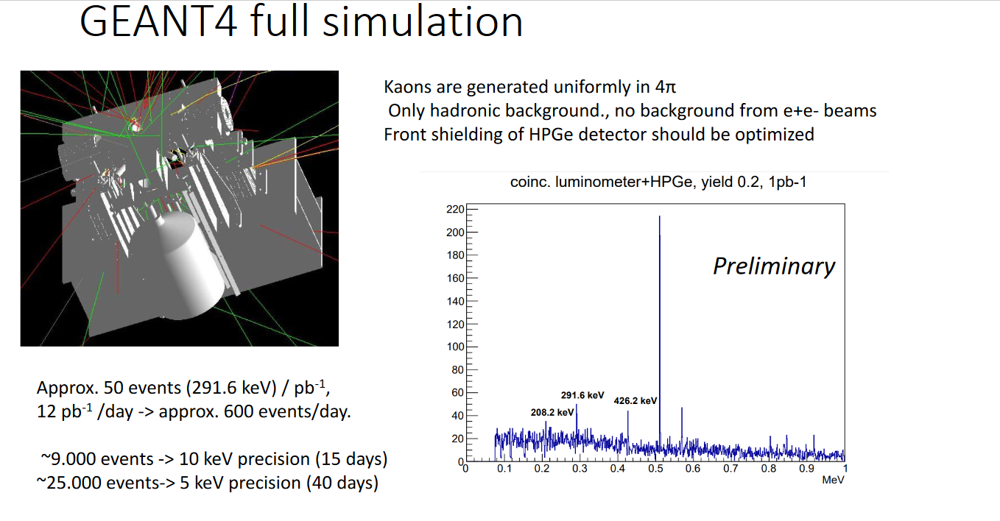 GEANT4 full simulation
Kaons are generated uniformly in 4π
Only hadronic background., no background from e+e- beams
Front shielding of HPGe detector should be optimized
coinc. luminometer+HPGe, yield 0.2, 1pb-1
220
200
180
160
140
120
100
80
60
40
20
0
Preliminary
208.2 keV
291.6 keV
426.2 keV
0 0.1 0.2 0.3 0.4 0.5 0.6 0.7 0.8 0.9 1
MeV
Approx. 50 events (291.6 keV) / pb⁻¹,
12 pb⁻¹ /day -> approx. 600 events/day.
~9.000 events -> 10 keV precision (15 days)
~25.000 events-> 5 keV precision (40 days)